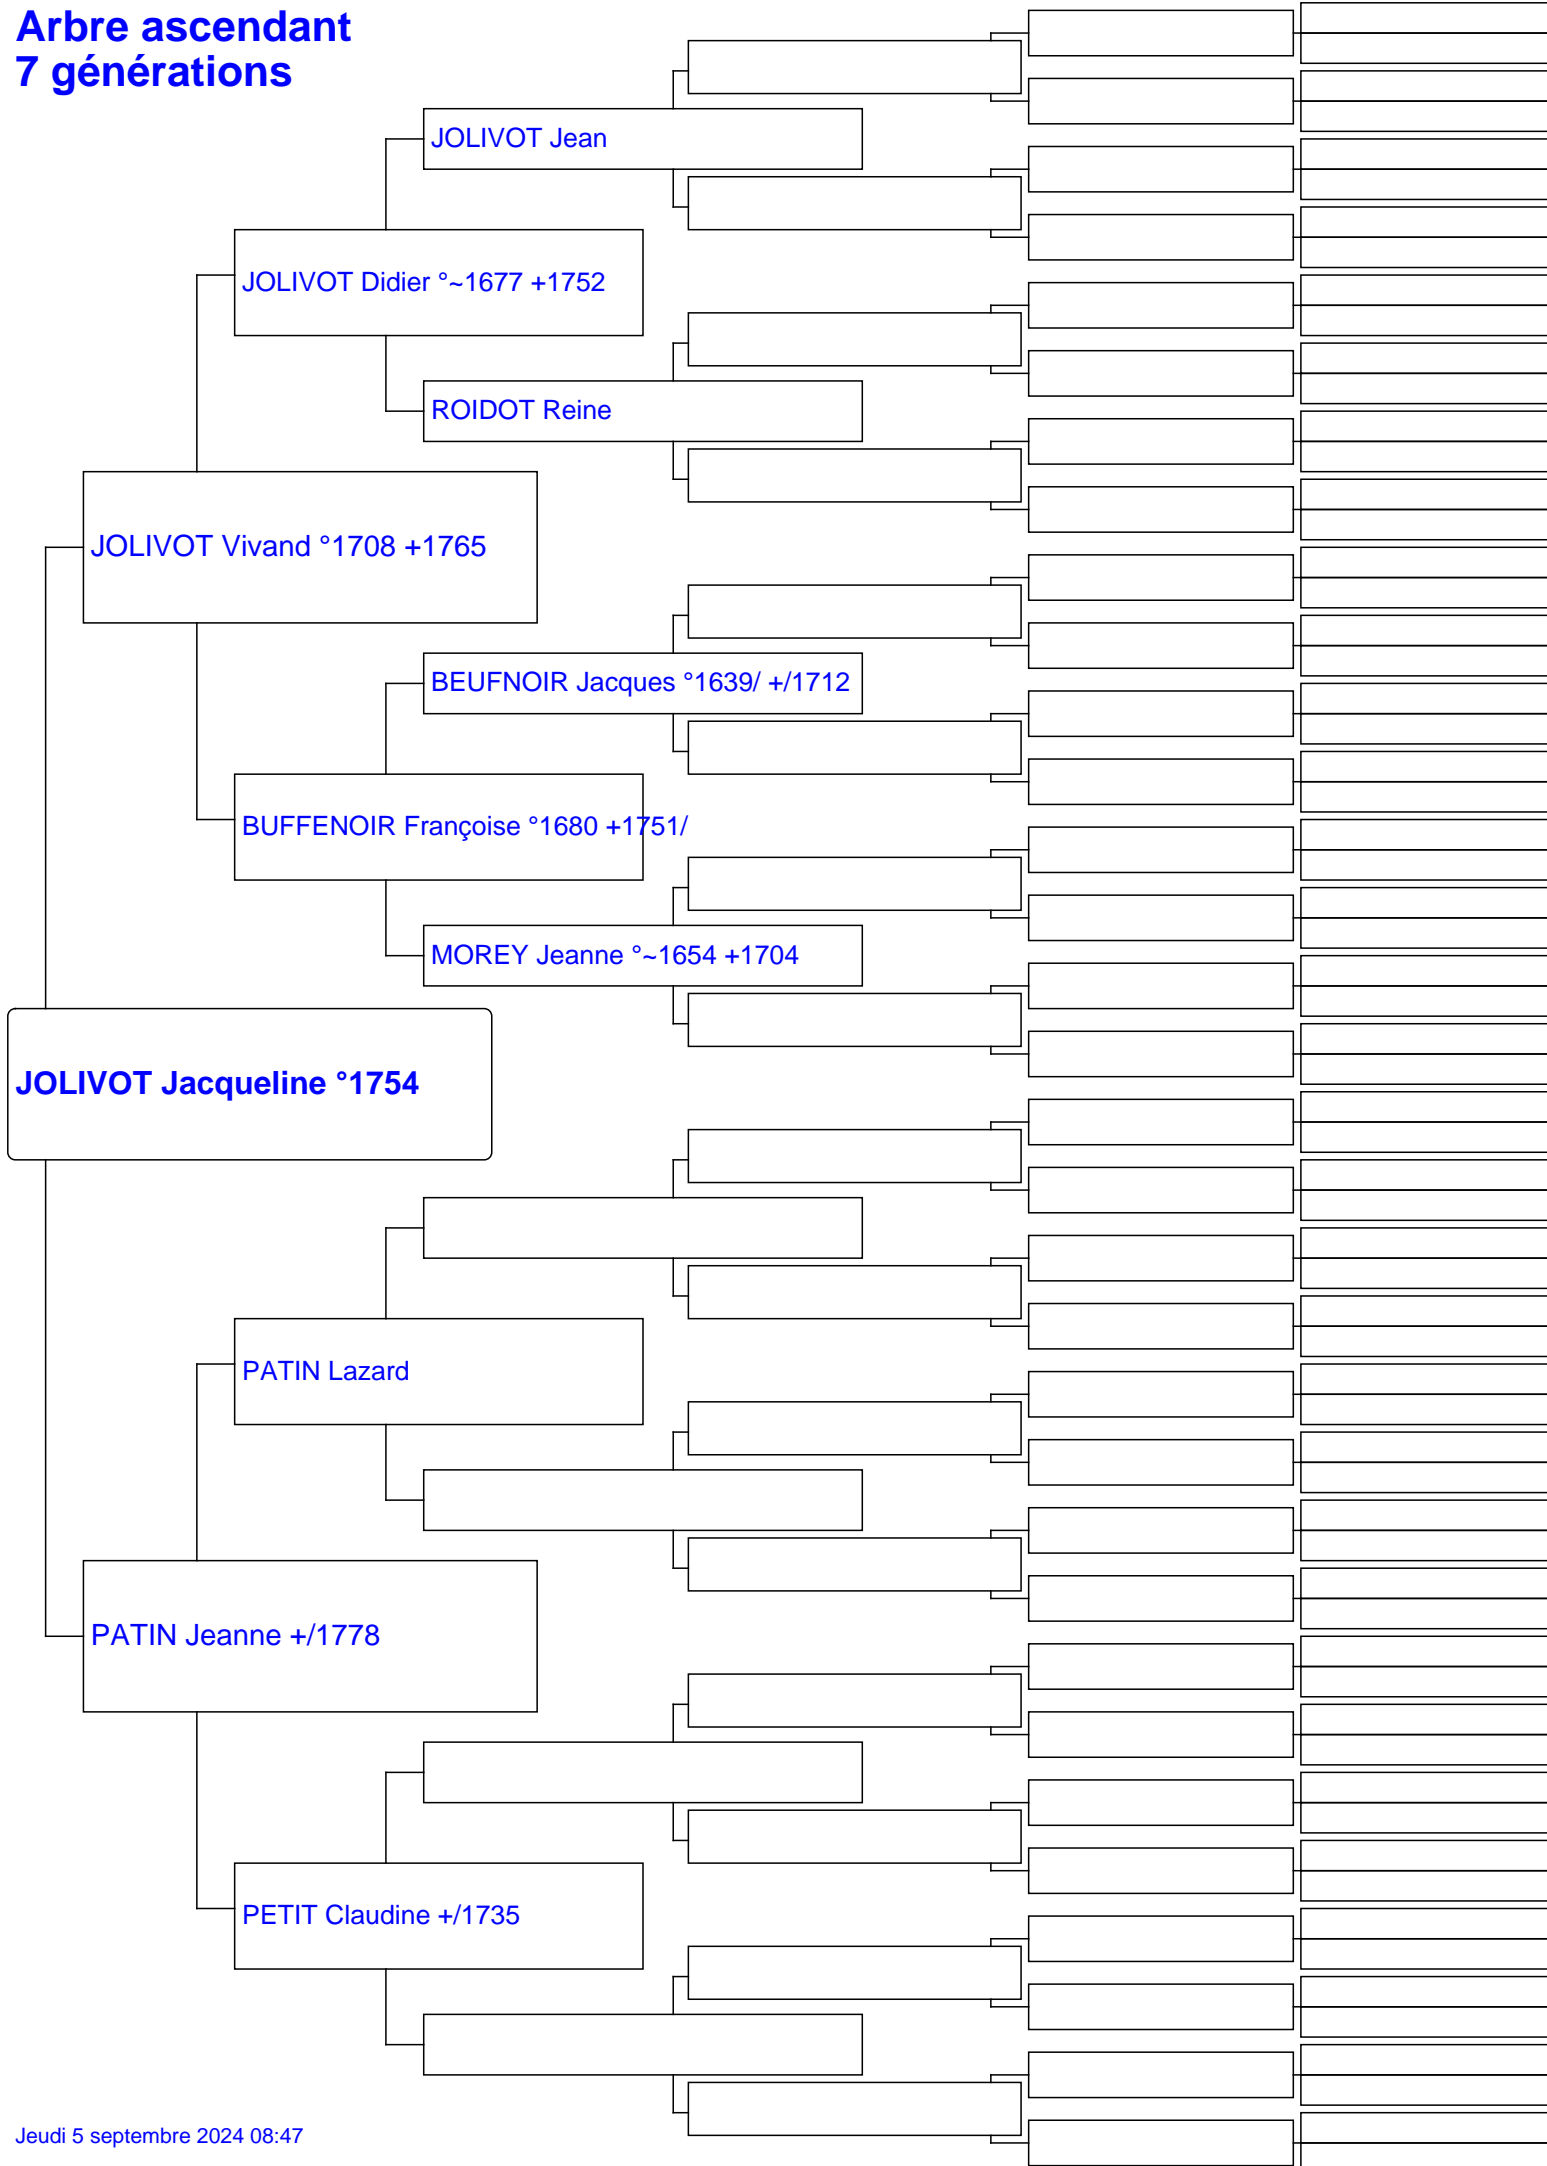 Arbre ascendant
7 générations
JOLIVOT Jean
JOLIVOT Didier °~1677 +1752
ROIDOT Reine
JOLIVOT Vivand °1708 +1765
BEUFNOIR Jacques °1639/ +/1712
BUFFENOIR Françoise °1680 +1751/
MOREY Jeanne °~1654 +1704
JOLIVOT Jacqueline °1754
PATIN Lazard
PATIN Jeanne +/1778
PETIT Claudine +/1735
Jeudi 5 septembre 2024 08:47